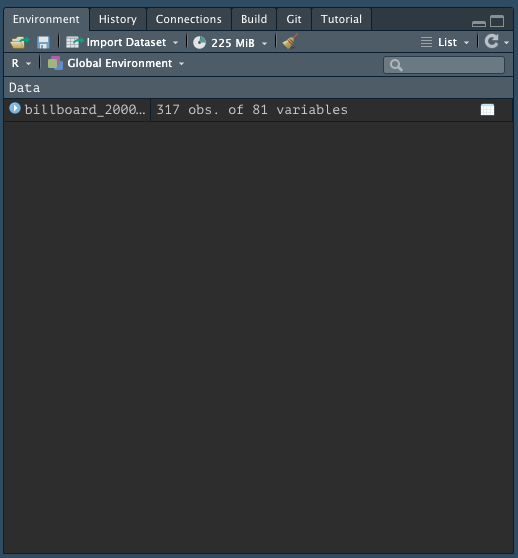 Environment History Connections Build Git Tutorial
Import Dataset 225 MiB List
R Global Environment
Data
billboard_2000… 317 obs. of 81 variables